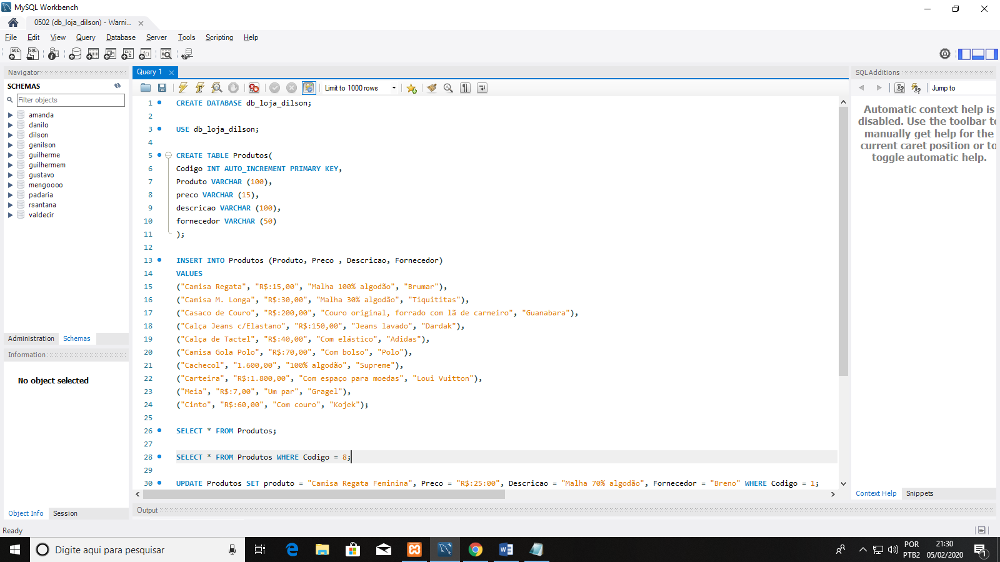 MySQL Workbench
0502 (db_loja_dilson) - Warni...
File Edit View Query Database Server Tools Scripting Help
Navigator
SCHEMAS
Filter objects
amanda
danilo
dilson
genilson
guilherme
guilhermem
gustavo
mengoooo
padaria
rsantana
valdecir
Administration Schemas
Information
No object selected
Object Info Session
Query 1
Limit to 1000 rows
1 CREATE DATABASE db_loja_dilson;
2
3 USE db_loja_dilson;
4
5 CREATE TABLE Produtos(
6 Codigo INT AUTO_INCREMENT PRIMARY KEY,
7 Produto VARCHAR (100),
8 preco VARCHAR (15),
9 descricao VARCHAR (100),
10 fornecedor VARCHAR (50)
11 );
12
13 INSERT INTO Produtos (Produto, Preco , Descricao, Fornecedor)
14 VALUES
15 ("Camisa Regata", "R$:15,00", "Malha 100% algodão", "Brumar"),
16 ("Camisa M. Longa", "R$:30,00", "Malha 30% algodão", "Tiquititas"),
17 ("Casaco de Couro", "R$:200,00", "Couro original, forrado com lã de carneiro", "Guanabara"),
18 ("Calça Jeans c/Elastano", "R$:150,00", "Jeans lavado", "Dardak"),
19 ("Calça de Tactel", "R$:40,00", "Com elástico", "Adidas"),
20 ("Camisa Gola Polo", "R$:70,00", "Com bolso", "Polo"),
21 ("Cachecol", "1.600,00", "100% algodão", "Supreme"),
22 ("Carteira", "R$:1.800,00", "Com espaço para moedas", "Loui Vuitton"),
23 ("Meia", "R$:7,00", "Um par", "Gragel"),
24 ("Cinto", "R$:60,00", "Com couro", "Kojek");
25
26 SELECT * FROM Produtos;
27
28 SELECT * FROM Produtos WHERE Codigo = 8;
29
30 UPDATE Produtos SET produto = "Camisa Regata Feminina", Preco = "R$:25:00", Descricao = "Malha 70% algodão", Fornecedor = "Breno" WHERE Codigo = 1;
Output
SQLAdditions
Jump to
Automatic context help is
disabled. Use the toolbar to
manually get help for the
current caret position or to
toggle automatic help.
Context Help Snippets
Ready
Digite aqui para pesquisar
POR
PTB2
21:30
05/02/2020
1